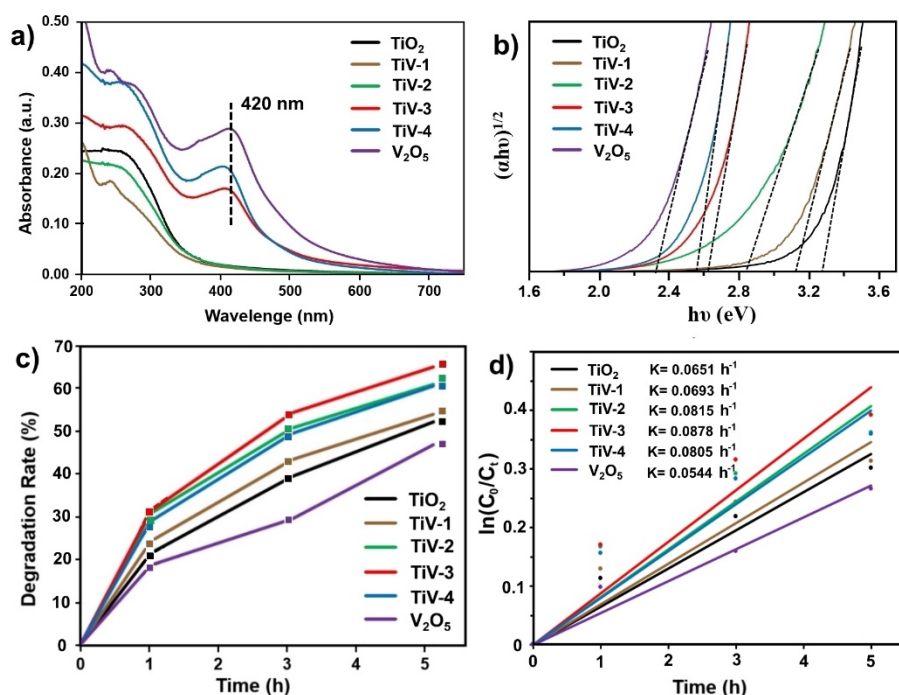 a)
0.50
0.40
0.30
0.20
0.10
0.00
Absorbance (a.u.)
200 300 400 500 600 700
Wavelenge (nm)
TiO2
TiV-1
TiV-2
TiV-3
TiV-4
V2O5
420 nm
b)
(αhυ)1/2
1.6 2.0 2.4 2.8 3.2 3.6
hυ (eV)
TiO2
TiV-1
TiV-2
TiV-3
TiV-4
V2O5
c)
70
60
50
40
30
20
10
0
Degradation Rate (%)
0 1 2 3 4 5
Time (h)
TiO2
TiV-1
TiV-2
TiV-3
TiV-4
V2O5
d)
0.4
0.3
0.2
0.1
0
ln(C0/Ct)
0 1 2 3 4 5
Time (h)
TiO2 K= 0.0651 h-1
TiV-1 K= 0.0693 h-1
TiV-2 K= 0.0815 h-1
TiV-3 K= 0.0878 h-1
TiV-4 K= 0.0805 h-1
V2O5 K= 0.0544 h-1